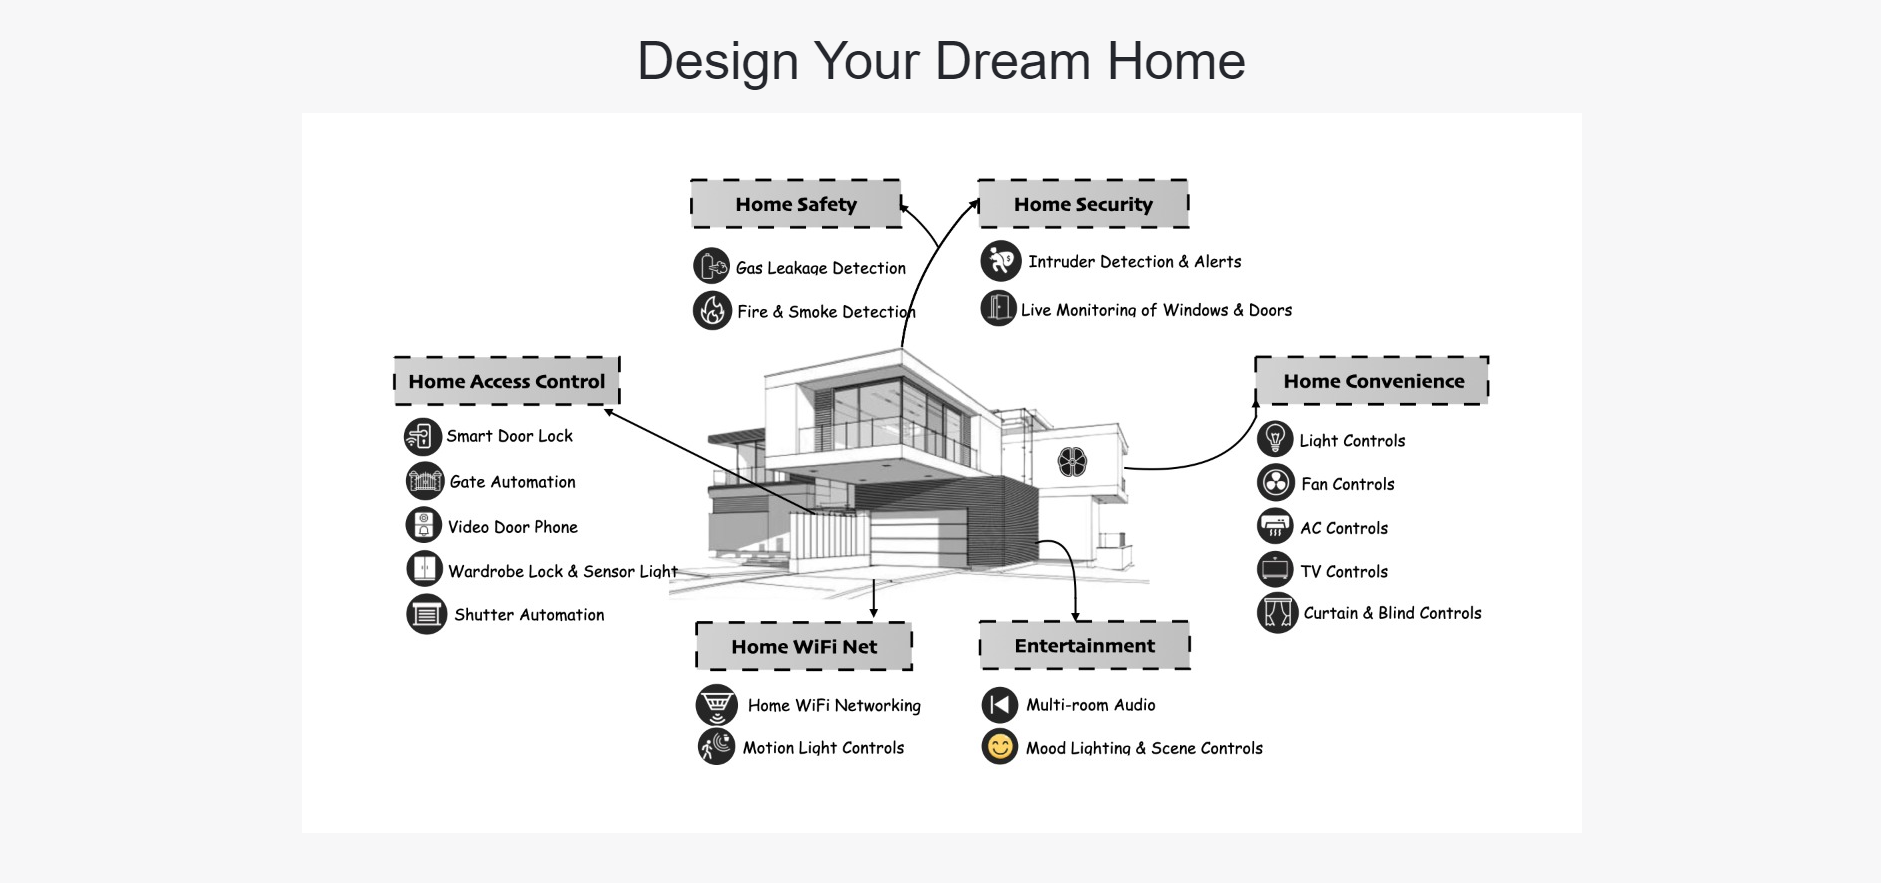 Design Your Dream Home
Home Safety
Gas Leakage Detection
Fire & Smoke Detection
Home Security
Intruder Detection & Alerts
Live Monitoring of Windows & Doors
Home Access Control
Smart Door Lock
Gate Automation
Video Door Phone
Wardrobe Lock & Sensor Light
Shutter Automation
Home Convenience
Light Controls
Fan Controls
AC Controls
TV Controls
Curtain & Blind Controls
Home WiFi Net
Home WiFi Networking
Motion Light Controls
Entertainment
Multi-room Audio
Mood Lighting & Scene Controls